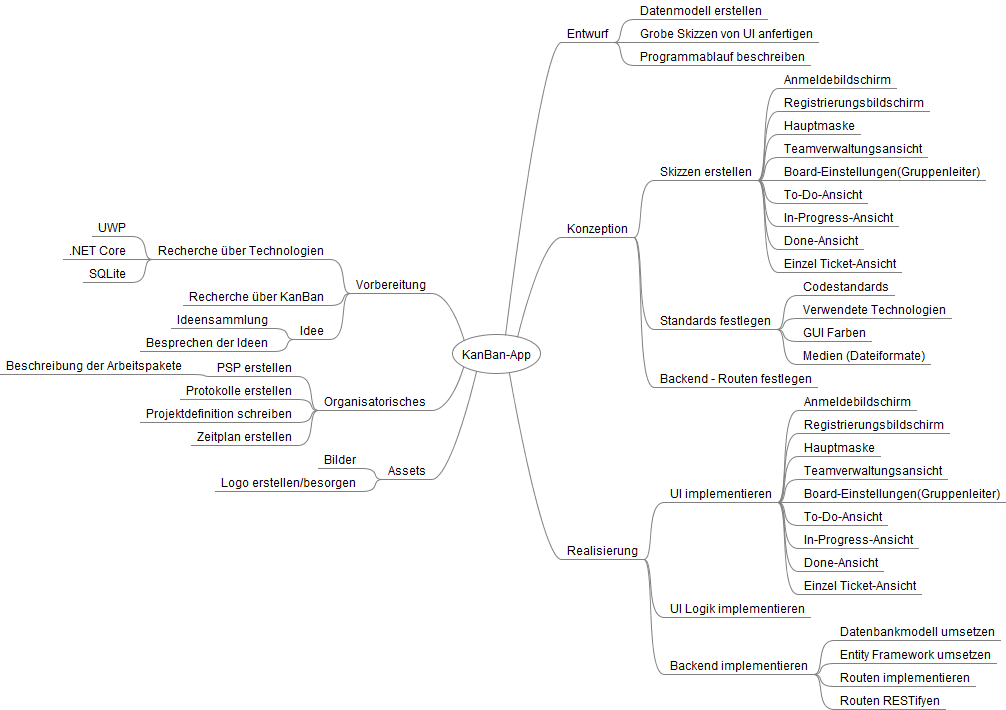 KanBan-App
Entwurf
Datenmodell erstellen
Grobe Skizzen von UI anfertigen
Programmablauf beschreiben
Konzeption
Skizzen erstellen
Anmeldebildschirm
Registrierungsbildschirm
Hauptmaske
Teamverwaltungsansicht
Board-Einstellungen(Gruppenleiter)
To-Do-Ansicht
In-Progress-Ansicht
Done-Ansicht
Einzel Ticket-Ansicht
Standards festlegen
Codestandards
Verwendete Technologien
GUI Farben
Medien (Dateiformate)
Backend - Routen festlegen
Realisierung
UI implementieren
Anmeldebildschirm
Registrierungsbildschirm
Hauptmaske
Teamverwaltungsansicht
Board-Einstellungen(Gruppenleiter)
To-Do-Ansicht
In-Progress-Ansicht
Done-Ansicht
Einzel Ticket-Ansicht
UI Logik implementieren
Backend implementieren
Datenbankmodell umsetzen
Entity Framework umsetzen
Routen implementieren
Routen RESTifyen
Vorbereitung
Recherche über Technologien
UWP
.NET Core
SQLite
Recherche über KanBan
Idee
Ideensammlung
Besprechen der Ideen
Organisatorisches
PSP erstellen
Beschreibung der Arbeitspakete
Protokolle erstellen
Projektdefinition schreiben
Zeitplan erstellen
Assets
Bilder
Logo erstellen/besorgen